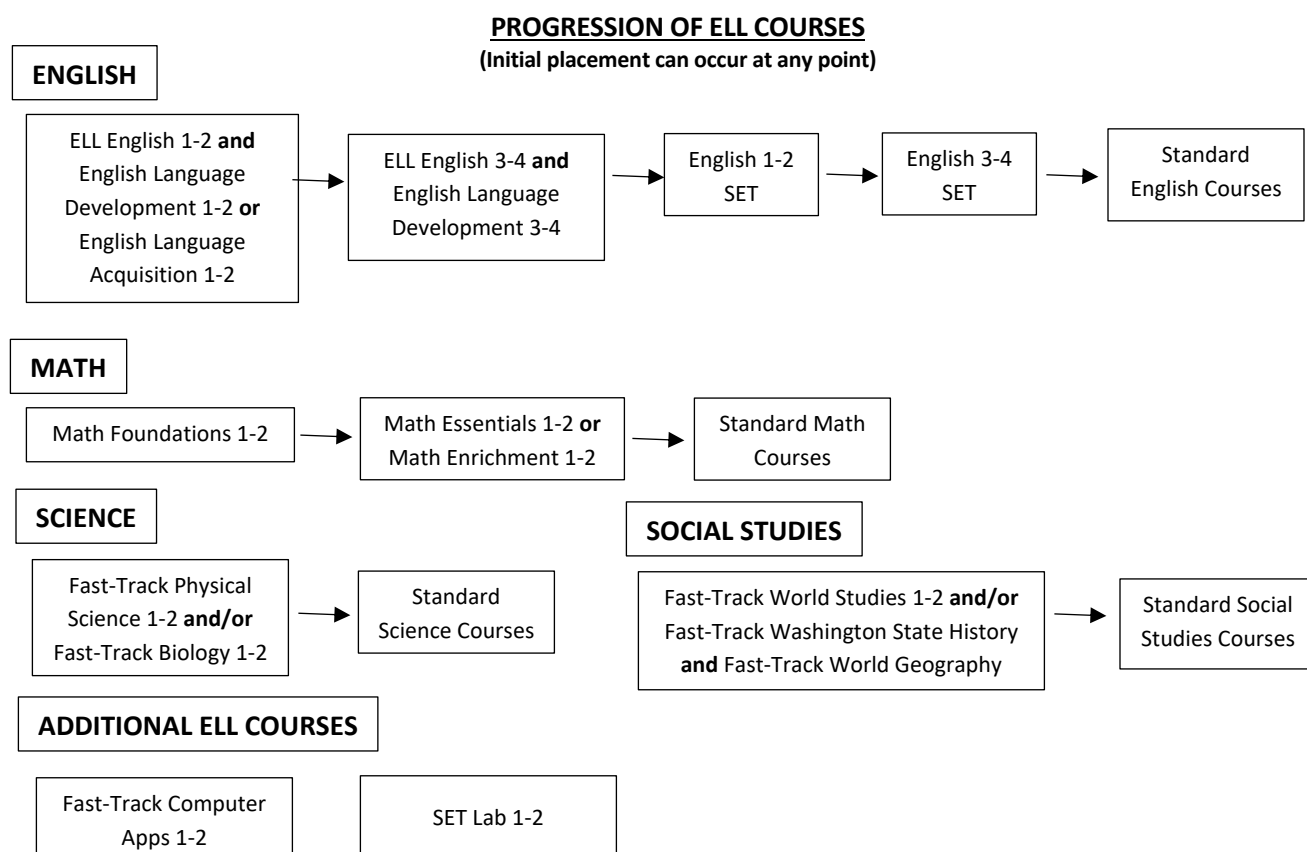 PROGRESSION OF ELL COURSES
(Initial placement can occur at any point)
ENGLISH
ELL English 1-2 and
English Language
Development 1-2 or
English Language
Acquisition 1-2
ELL English 3-4 and
English Language
Development 3-4
English 1-2
SET
English 3-4
SET
Standard
English Courses
MATH
Math Foundations 1-2
Math Essentials 1-2 or
Math Enrichment 1-2
Standard Math
Courses
SCIENCE
Fast-Track Physical
Science 1-2 and/or
Fast-Track Biology 1-2
Standard
Science Courses
SOCIAL STUDIES
Fast-Track World Studies 1-2 and/or
Fast-Track Washington State History
and Fast-Track World Geography
Standard Social
Studies Courses
ADDITIONAL ELL COURSES
Fast-Track Computer
Apps 1-2
SET Lab 1-2